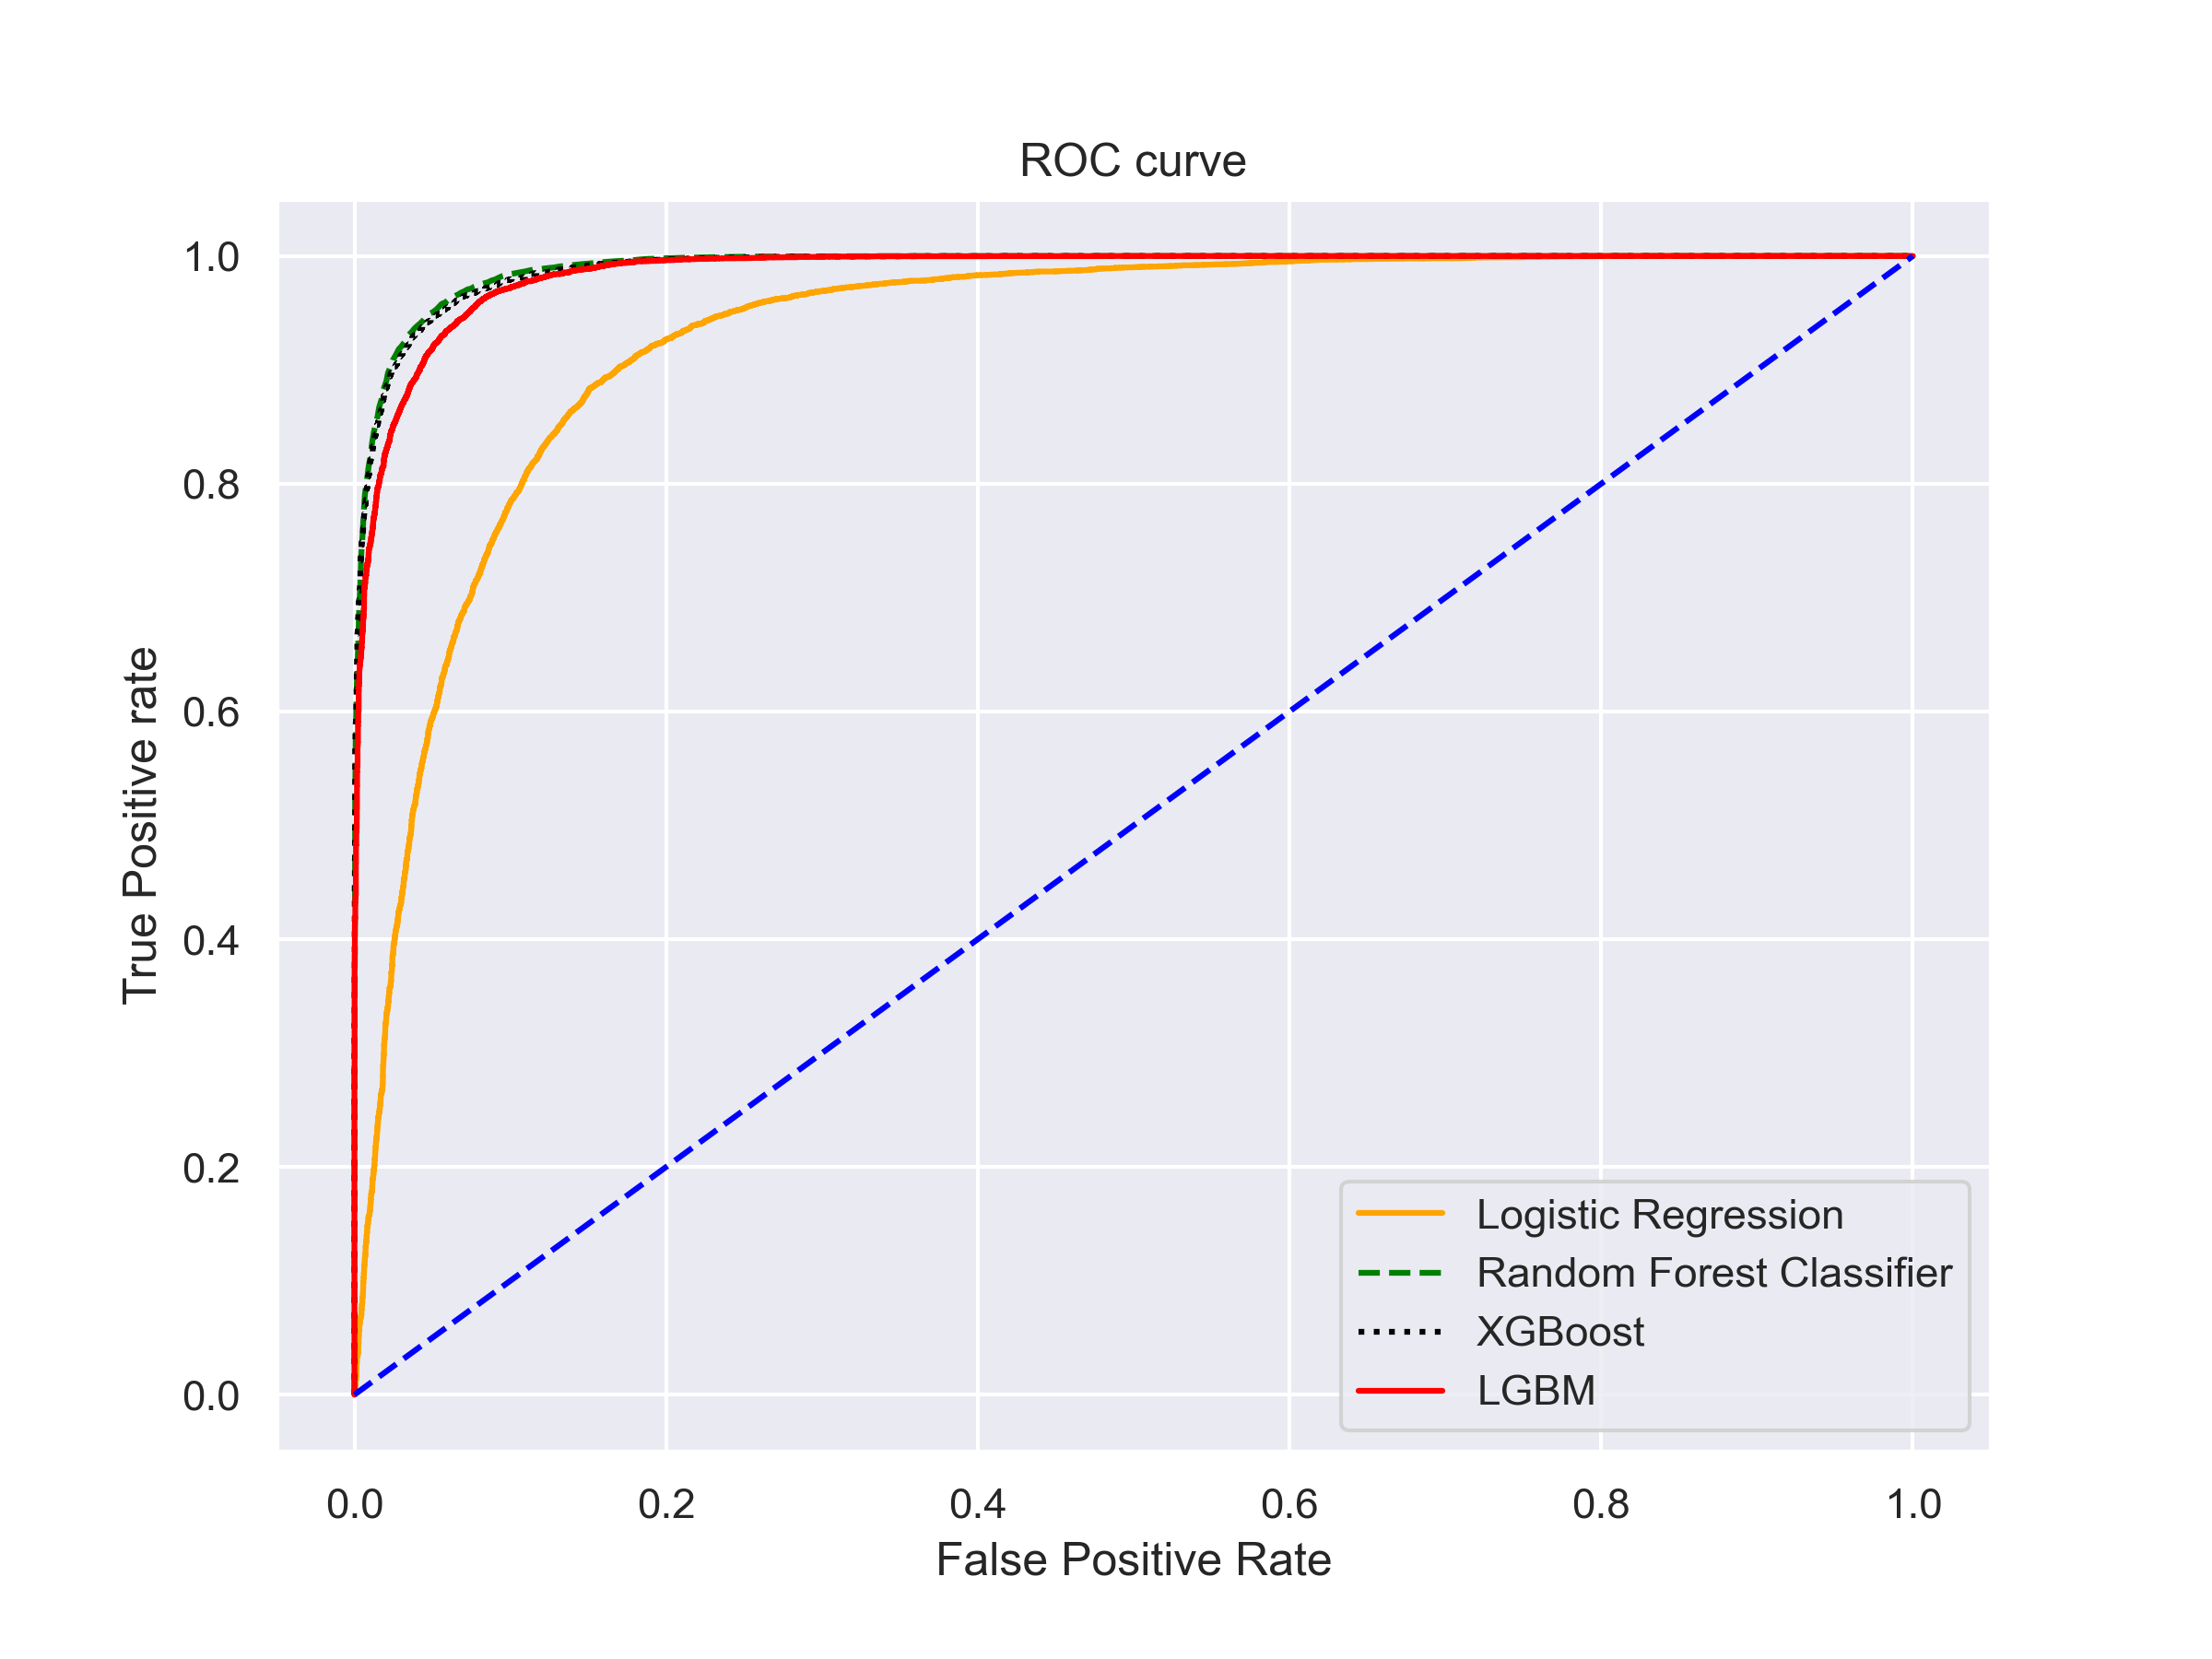 ROC curve
1.0
0.8
0.6
0.4
0.2
0.0
True Positive rate
Logistic Regression
Random Forest Classifier
XGBoost
LGBM
0.0 0.2 0.4 0.6 0.8 1.0
False Positive Rate